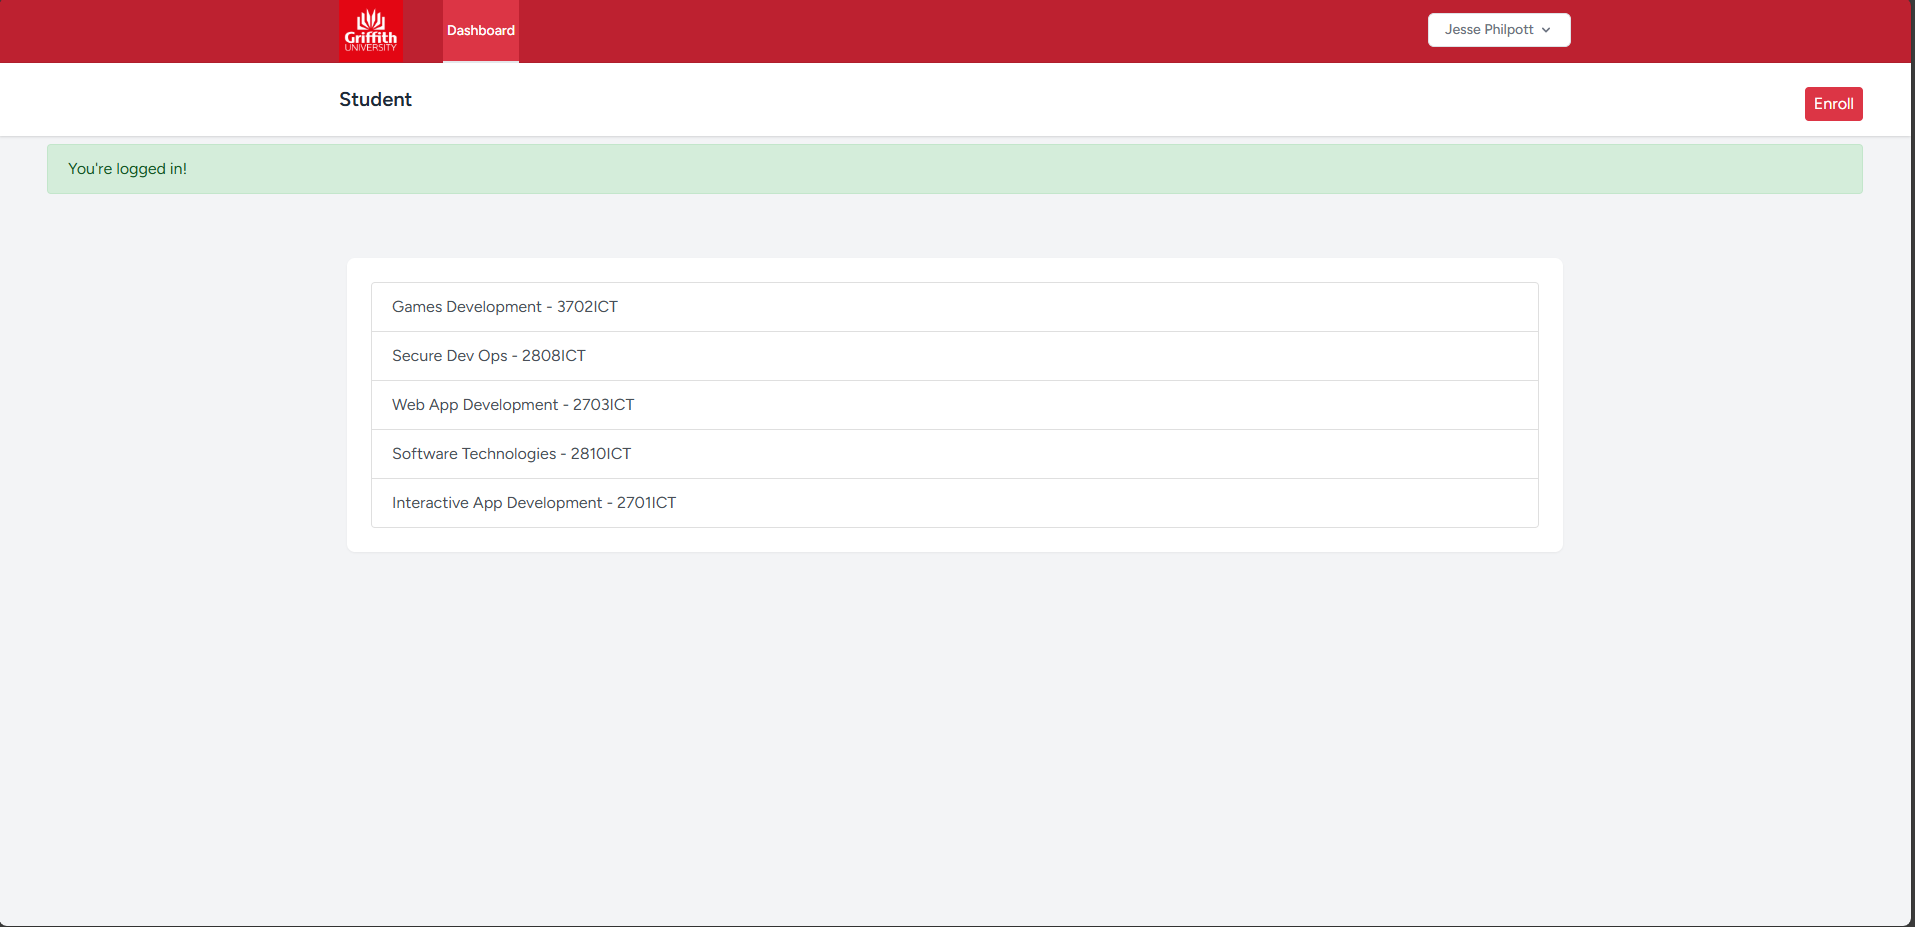 Griffith
UNIVERSITY
Dashboard
Jesse Philpott
Student
Enroll
You're logged in!
Games Development - 3702ICT
Secure Dev Ops - 2808ICT
Web App Development - 2703ICT
Software Technologies - 2810ICT
Interactive App Development - 2701ICT